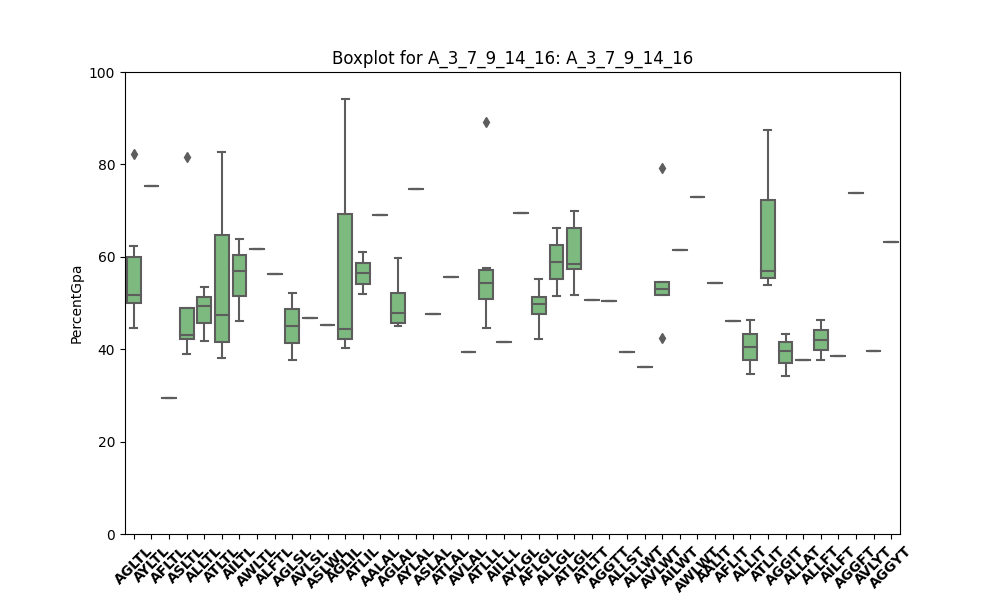 Boxplot for A_3_7_9_14_16: A_3_7_9_14_16
PercentGpa
100
80
60
40
20
0
AGLTL
AYLTL
AFLTL
ASLTL
ALLTL
ATLTL
AILTL
AWLTL
ALFTL
AGLSL
AVLSL
ASLWL
AGLIL
ATLIL
AALAL
AGLAL
AYLAL
ASLAL
ATLAL
AVLAL
ATLLL
AILLL
AYLGL
AFLGL
ALLGL
ATLGL
ATLTT
AGGTT
ALLST
ALLWT
AVLWT
AILWT
AWLWT
AALIT
AFLIT
ALLIT
ATLIT
AGGIT
ALLAT
ALLFT
AILFT
AGGFT
AVLYT
AGGYT